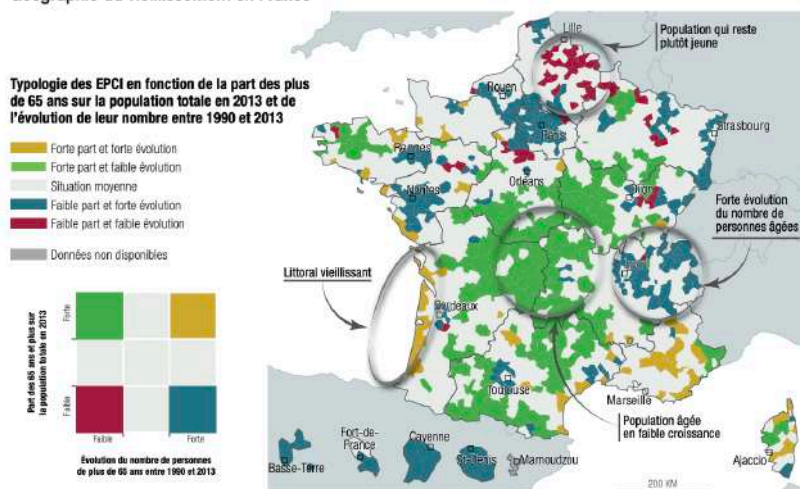 Typologie des EPCI en fonction de la part des plus
de 65 ans sur la population totale en 2013 et de
l'évolution de leur nombre entre 1990 et 2013
Forte part et forte évolution
Forte part et faible évolution
Situation moyenne
Faible part et forte évolution
Faible part et faible évolution
Données non disponibles
Part des 65 ans et plus sur
la population totale en 2013
Forte
Faible
Faible
Forte
Évolution du nombre de personnes
de plus de 65 ans entre 1990 et 2013
Lille
Population qui reste
plutôt jeune
Rouen
Paris
Strasbourg
Rennes
Orléans
Nantes
Dijon
Forte évolution
du nombre de
personnes âgées
Lyon
Littoral vieillissant
Bordeaux
Toulouse
Marseille
Population âgée
en faible croissance
Ajaccio
Basse-Terre
Fort-de-
France
Cayenne
St-Denis
Mamoudzou
200 KM